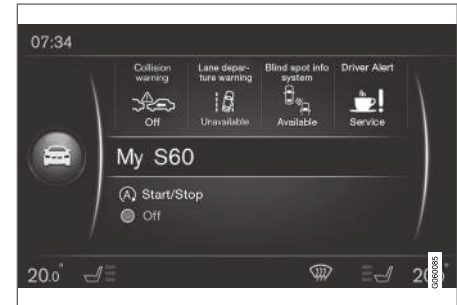 07:34
Collision warning
Off
Lane depar-
ture warning
Unavailable
Blind spot info system
Available
Driver Alert
Service
My S60
Start/Stop
Off
20.0°
G060085